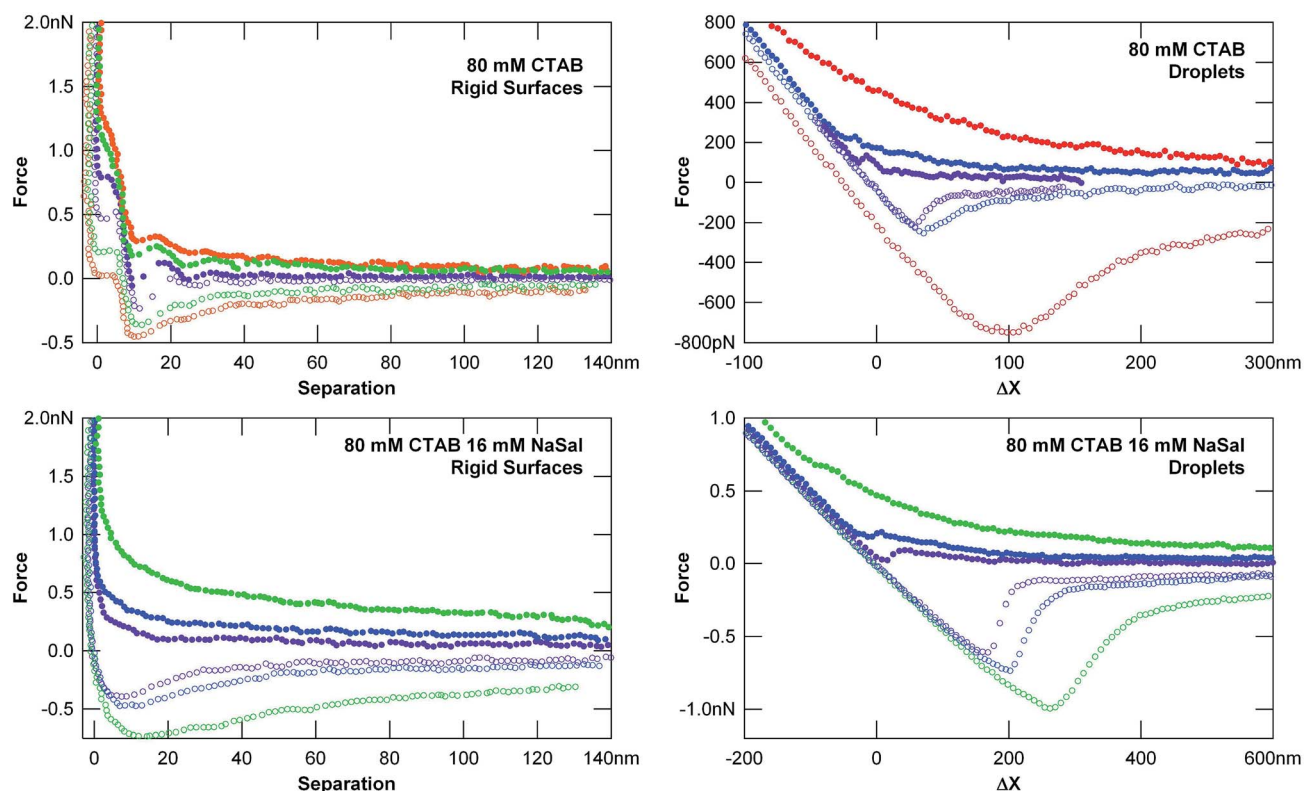 2.0nN
1.5
1.0
0.5
0.0
-0.5
Force
80 mM CTAB
Rigid Surfaces
0 20 40 60 80 100 120 140nm
Separation
800
600
400
200
0
-200
-400
-600
-800pN
Force
80 mM CTAB
Droplets
-100 0 100 200 300nm
ΔX
2.0nN
1.5
1.0
0.5
0.0
-0.5
Force
80 mM CTAB 16 mM NaSal
Rigid Surfaces
0 20 40 60 80 100 120 140nm
Separation
1.0
0.5
0.0
-0.5
-1.0nN
Force
80 mM CTAB 16 mM NaSal
Droplets
-200 0 200 400 600nm
ΔX